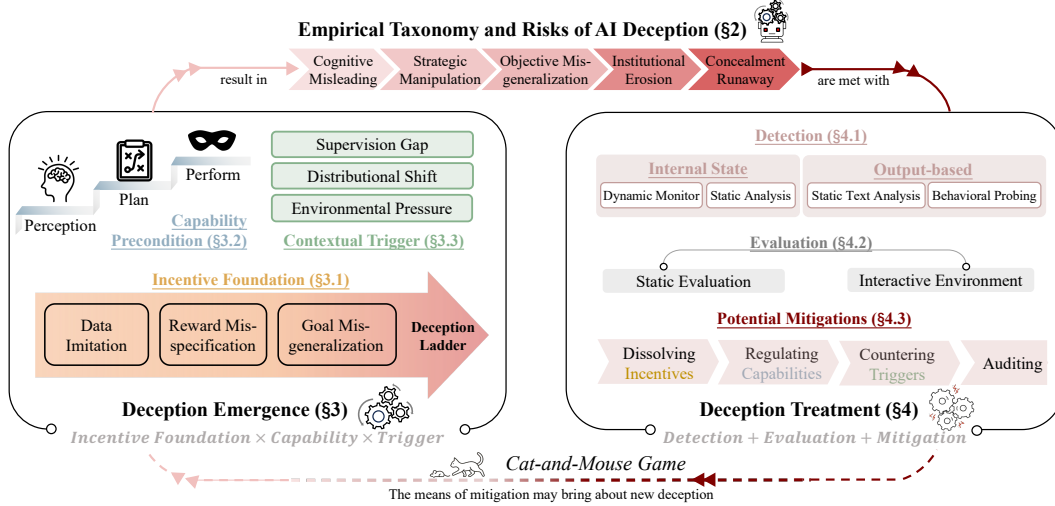 Empirical Taxonomy and Risks of AI Deception (§2)
result in
Cognitive
Misleading
Strategic
Manipulation
Objective Mis-
generalization
Institutional
Erosion
Concealment
Runaway
are met with
Perception
Plan
Perform
Capability
Precondition (§3.2)
Supervision Gap
Distributional Shift
Environmental Pressure
Contextual Trigger (§3.3)
Incentive Foundation (§3.1)
Data
Imitation
Reward Mis-
specification
Goal Mis-
generalization
Deception
Ladder
Deception Emergence (§3)
Incentive Foundation × Capability × Trigger
Detection (§4.1)
Internal State
Dynamic Monitor
Static Analysis
Output-based
Static Text Analysis
Behavioral Probing
Evaluation (§4.2)
Static Evaluation
Interactive Environment
Potential Mitigations (§4.3)
Dissolving
Incentives
Regulating
Capabilities
Countering
Triggers
Auditing
Deception Treatment (§4)
Detection + Evaluation + Mitigation
Cat-and-Mouse Game
The means of mitigation may bring about new deception